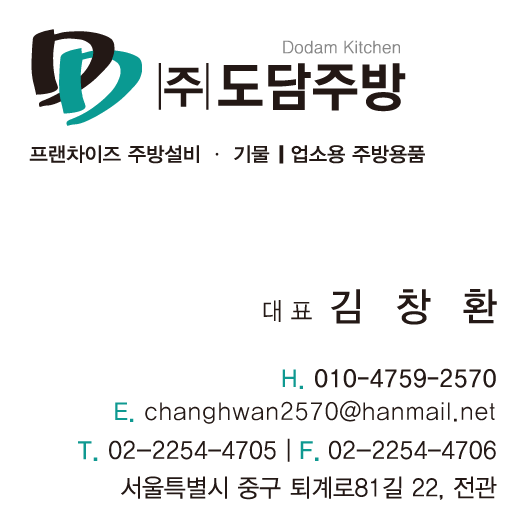 Dodam Kitchen
|주| 도담주방
프랜차이즈 주방설비 · 기물 | 업소용 주방용품
대표 김 창 환
H. 010-4759-2570
E. changhwan2570@hanmail.net
T. 02-2254-4705 | F. 02-2254-4706
서울특별시 중구 퇴계로81길 22, 전관